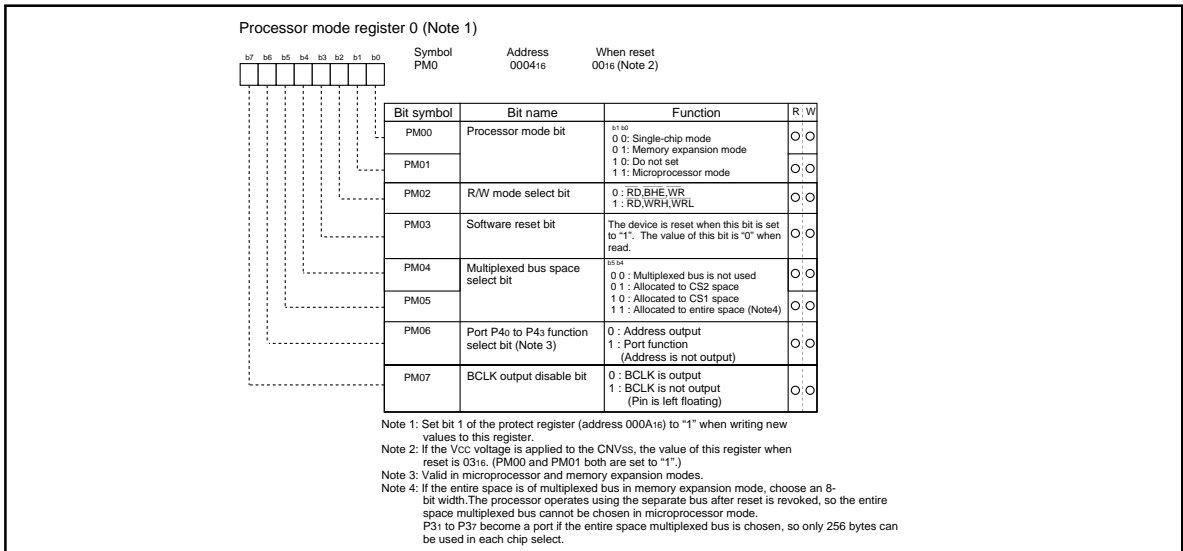 Processor mode register 0 (Note 1)
Symbol Address When reset
b7 b6 b5 b4 b3 b2 b1 b0
PM0 000416 0016 (Note 2)
Bit symbol Bit name Function R W
PM00 Processor mode bit
b1 b0
0 0: Single-chip mode
0 1: Memory expansion mode
PM01
1 0: Do not set
1 1: Microprocessor mode
PM02 R/W mode select bit
0 : RD,BHE,WR
1 : RD,WRH,WRL
PM03 Software reset bit
The device is reset when this bit is set
to “1”. The value of this bit is “0” when
read.
PM04 Multiplexed bus space
select bit
b5 b4
0 0 : Multiplexed bus is not used
0 1 : Allocated to CS2 space
PM05
1 0 : Allocated to CS1 space
1 1 : Allocated to entire space (Note4)
PM06 Port P40 to P43 function
select bit (Note 3)
0 : Address output
1 : Port function
(Address is not output)
PM07 BCLK output disable bit
0 : BCLK is output
1 : BCLK is not output
(Pin is left floating)
Note 1: Set bit 1 of the protect register (address 000A16) to “1” when writing new
values to this register.
Note 2: If the VCC voltage is applied to the CNVSS, the value of this register when
reset is 0316. (PM00 and PM01 both are set to “1”.)
Note 3: Valid in microprocessor and memory expansion modes.
Note 4: If the entire space is of multiplexed bus in memory expansion mode, choose an 8-
bit width.The processor operates using the separate bus after reset is revoked, so the entire
space multiplexed bus cannot be chosen in microprocessor mode.
P31 to P37 become a port if the entire space multiplexed bus is chosen, so only 256 bytes can
be used in each chip select.